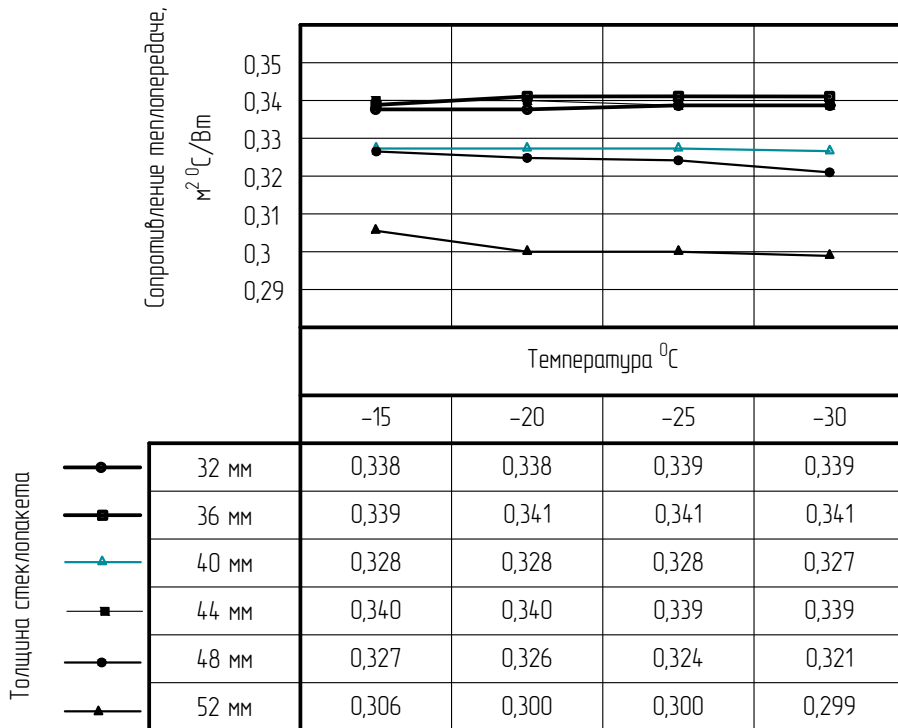 Сопротивление теплопередаче,
м² ⁰С/Вт
0,35
0,34
0,33
0,32
0,31
0,3
0,29
Температура ⁰С
–15 –20 –25 –30
Толщина стеклопакета
32 мм 0,338 0,338 0,339 0,339
36 мм 0,339 0,341 0,341 0,341
40 мм 0,328 0,328 0,328 0,327
44 мм 0,340 0,340 0,339 0,339
48 мм 0,327 0,326 0,324 0,321
52 мм 0,306 0,300 0,300 0,299